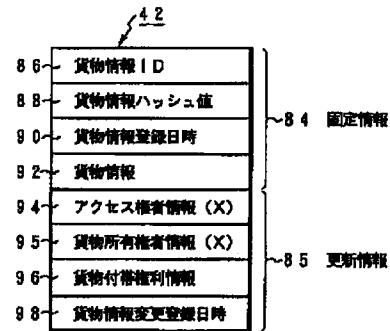 42
86 貨物情報ID
88 貨物情報ハッシュ値
90 貨物情報登録日時
92 貨物情報
84 固定情報
94 アクセス権者情報(X)
95 貨物所有権者情報(X)
96 貨物付帯権利情報
98 貨物情報変更登録日時
85 更新情報